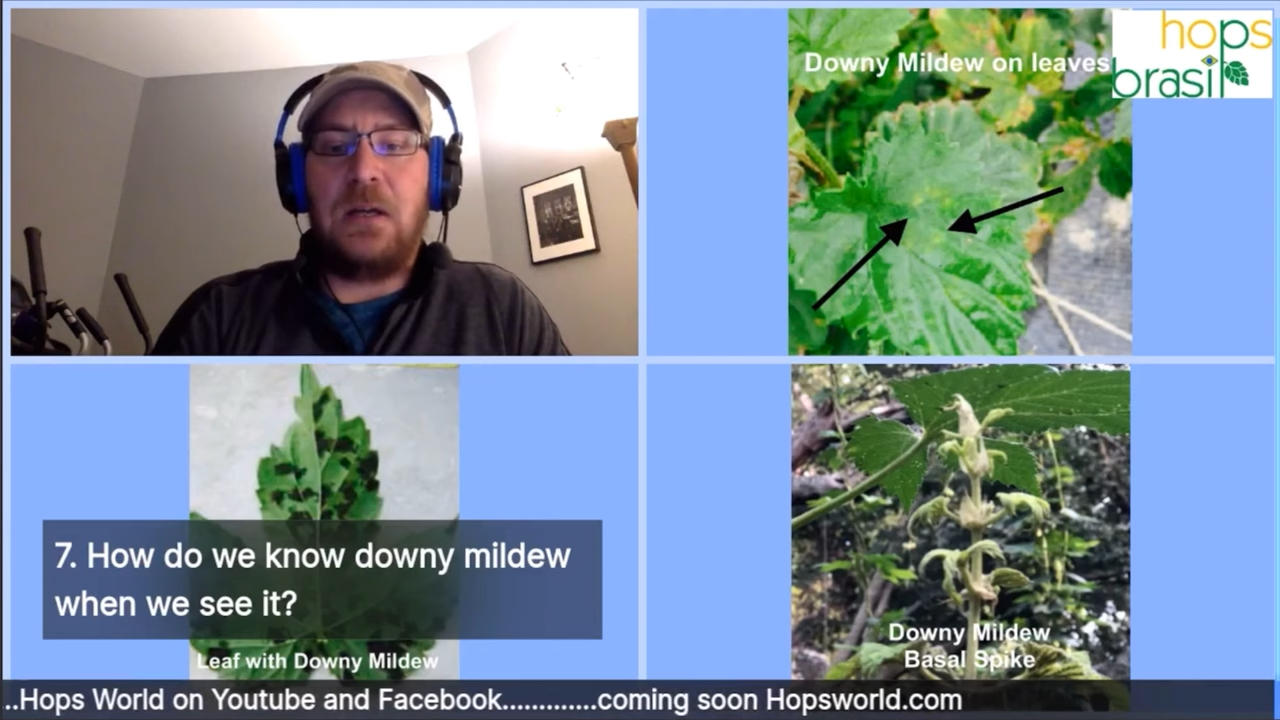 Downy Mildew on leaves
hops
brasil
7. How do we know downy mildew
when we see it?
Leaf with Downy Mildew
Downy Mildew
Basal Spike
..Hops World on Youtube and Facebook.............coming soon Hopsworld.com